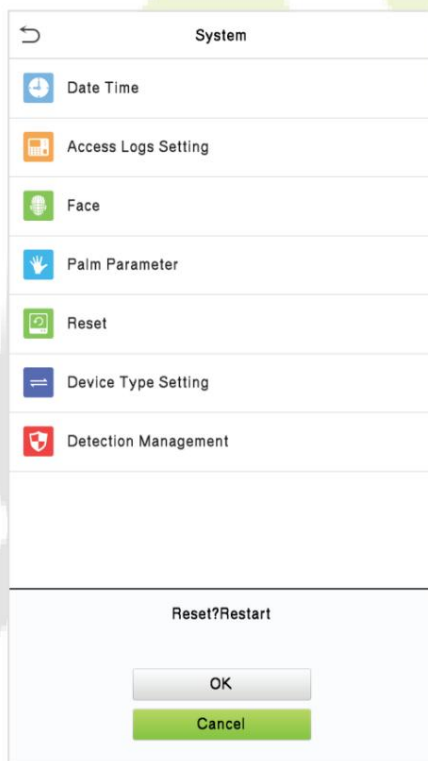 System
Date Time
Access Logs Setting
Face
Palm Parameter
Reset
Device Type Setting
Detection Management
Reset?Restart
OK
Cancel